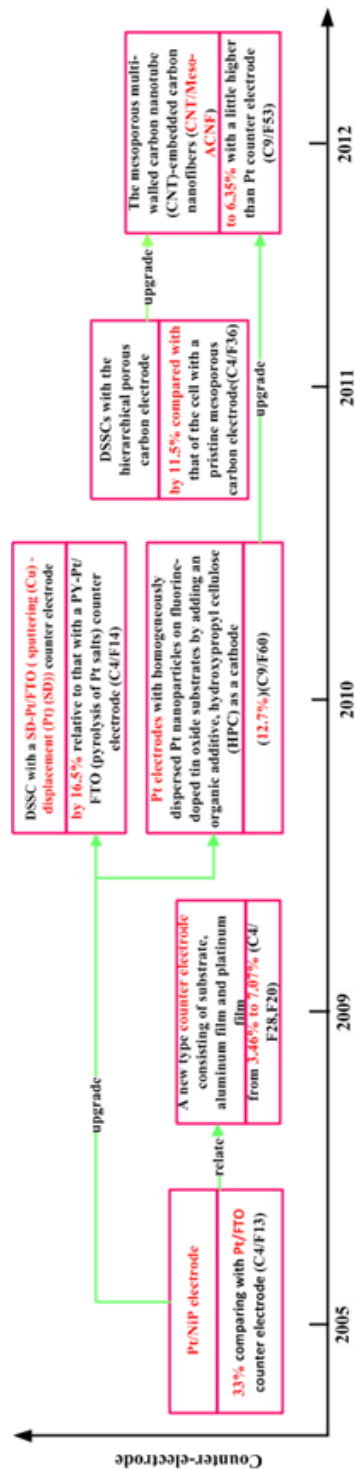 Counter-electrode
Pt/NiP electrode
33% comparing with Pt/FTO
counter electrode (C4/F13)
relate
upgrade
A new type counter electrode
consisting of substrate,
aluminum film and platinum
film
from 3.46% to 7.07% (C4/
F28,F20)
DSSC with a SD-Pt/FTO ( sputtering (Cu) -
displacement (Pt) (SD)) counter electrode
by 16.5% relative to that with a PY-Pt/
FTO (pyrolysis of Pt salts) counter
electrode (C4/F14)
Pt electrodes with homogeneously
dispersed Pt nanoparticles on fluorine-
doped tin oxide substrates by adding an
organic additive, hydroxypropyl cellulose
(HPC) as a cathode
(12.7%)(C9/F60)
DSSCs with the
hierarchical porous
carbon electrode
by 11.5% compared with
that of the cell with a
pristine mesoporous
carbon electrode(C4/F36)
upgrade
upgrade
The mesoporous multi-
walled carbon nanotube
(CNT)-embedded carbon
nanofibers (CNT/Meso-
ACNF)
to 6.35% with a little higher
than Pt counter electrode
(C9/F53)
2005
2009
2010
2011
2012